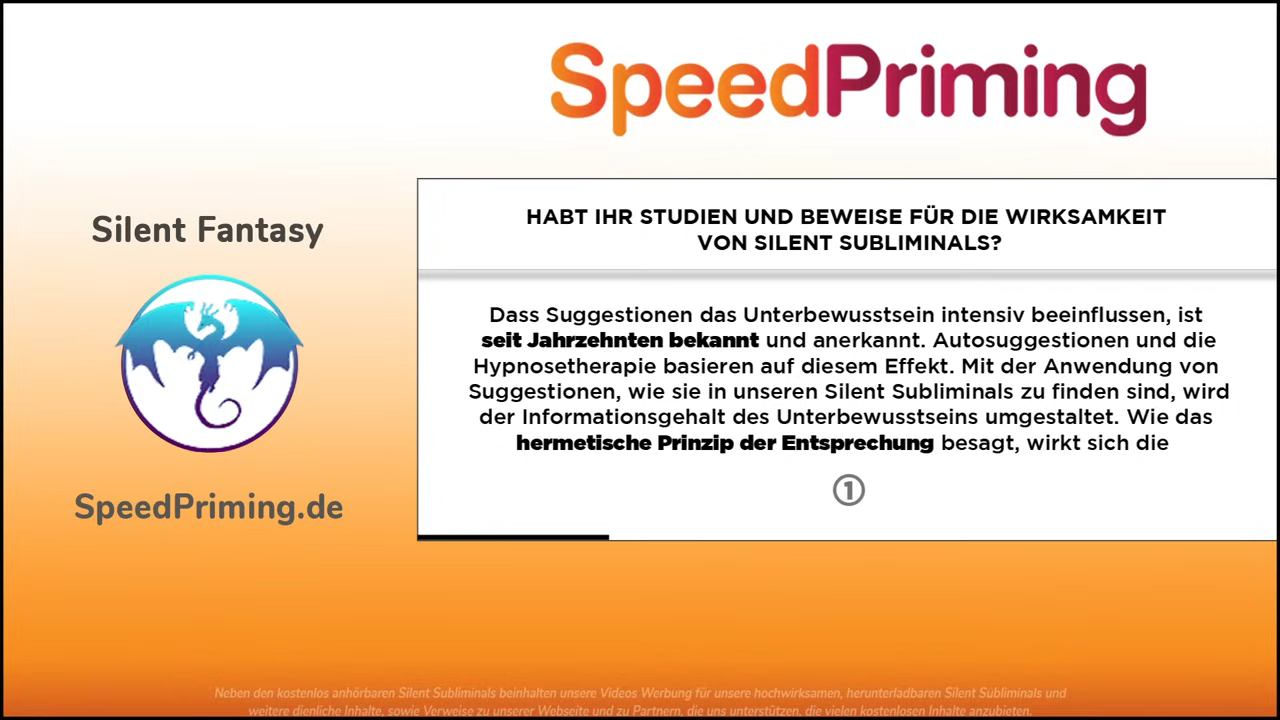 SpeedPriming
Silent Fantasy
SpeedPriming.de
HABT IHR STUDIEN UND BEWEISE FÜR DIE WIRKSAMKEIT
VON SILENT SUBLIMINALS?
Dass Suggestionen das Unterbewusstsein intensiv beeinflussen, ist
seit Jahrzehnten bekannt und anerkannt. Autosuggestionen und die
Hypnosetherapie basieren auf diesem Effekt. Mit der Anwendung von
Suggestionen, wie sie in unseren Silent Subliminals zu finden sind, wird
der Informationsgehalt des Unterbewusstseins umgestaltet. Wie das
hermetische Prinzip der Entsprechung besagt, wirkt sich die
①
Neben den kostenlos anhörbaren Silent Subliminals beinhalten unsere Videos Werbung für unsere hochwirksamen, herunterladbaren Silent Subliminals und
weitere dienliche Inhalte, sowie Verweise zu unserer Webseite und zu Partnern, die uns unterstützen, die vielen kostenlosen Inhalte anzubieten.